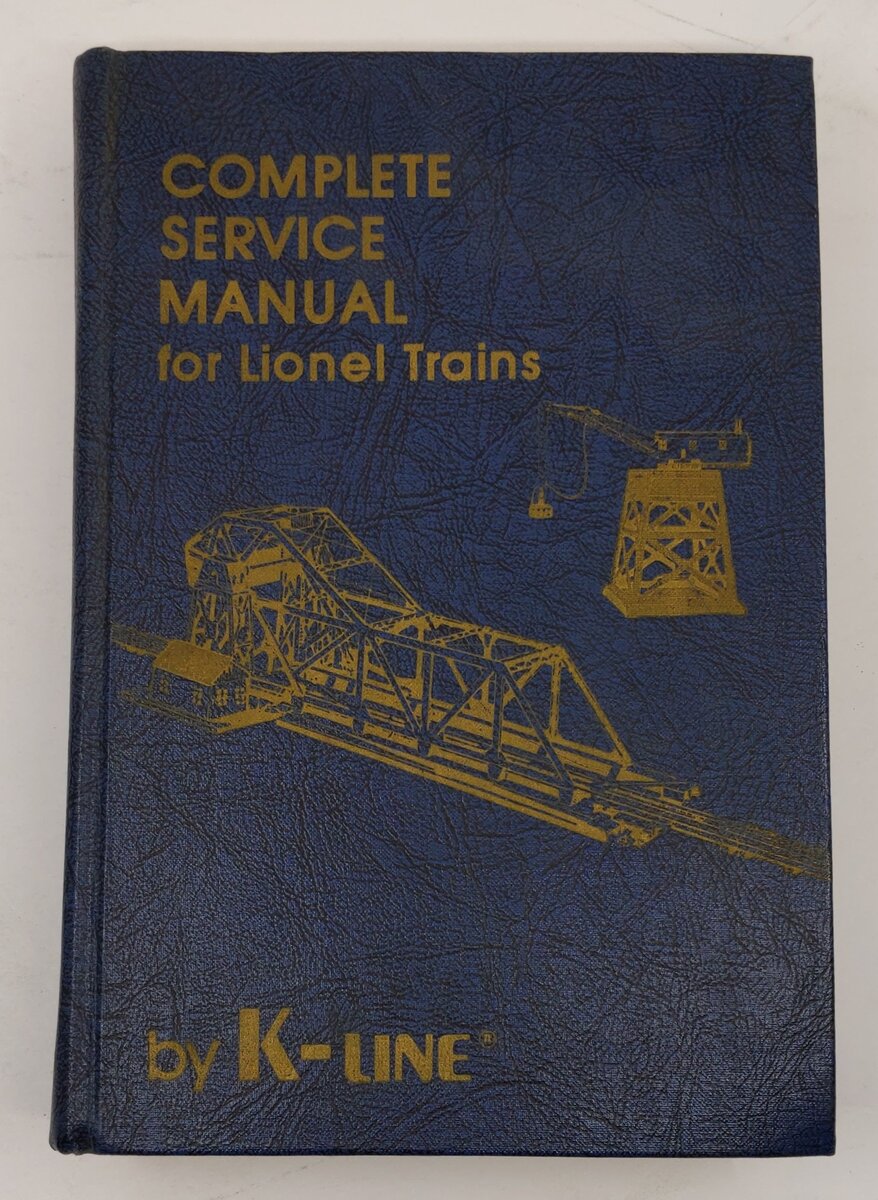 COMPLETE
SERVICE
MANUAL
for Lionel Trains
by K-LINE®